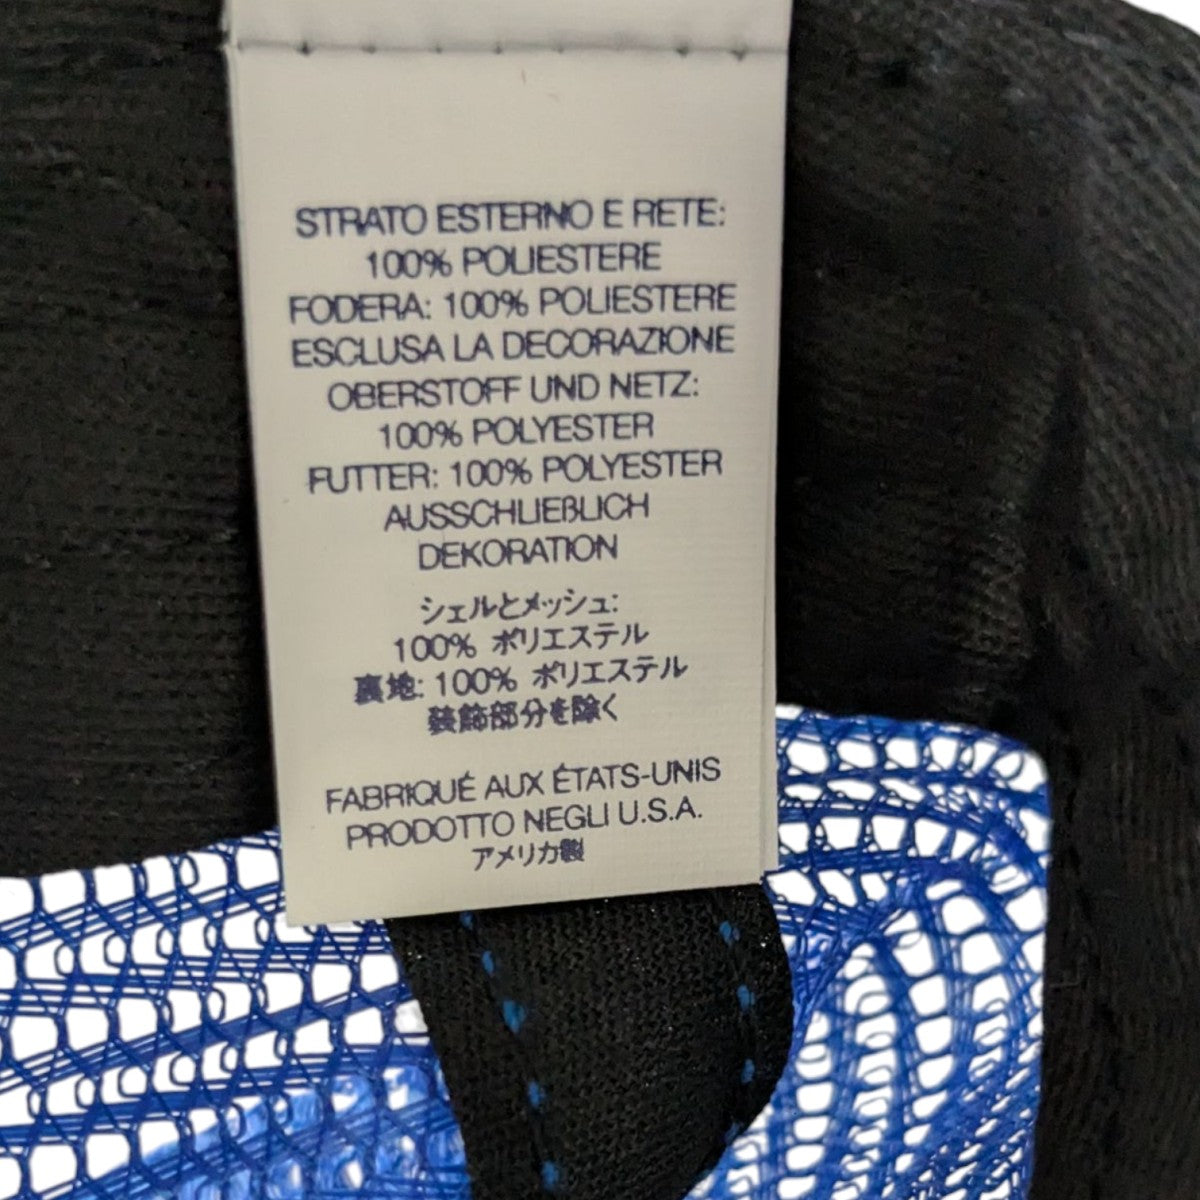 STRATO ESTERNO E RETE:
100% POLIESTERE
FODERA: 100% POLIESTERE
ESCLUSA LA DECORAZIONE
OBERSTOFF UND NETZ:
100% POLYESTER
FUTTER: 100% POLYESTER
AUSSCHLIEßLICH
DEKORATION
シェルとメッシュ:
100% ポリエステル
裏地: 100% ポリエステル
装飾部分を除く
FABRIQUÉ AUX ÉTATS-UNIS
PRODOTTO NEGLI U.S.A.
アメリカ製